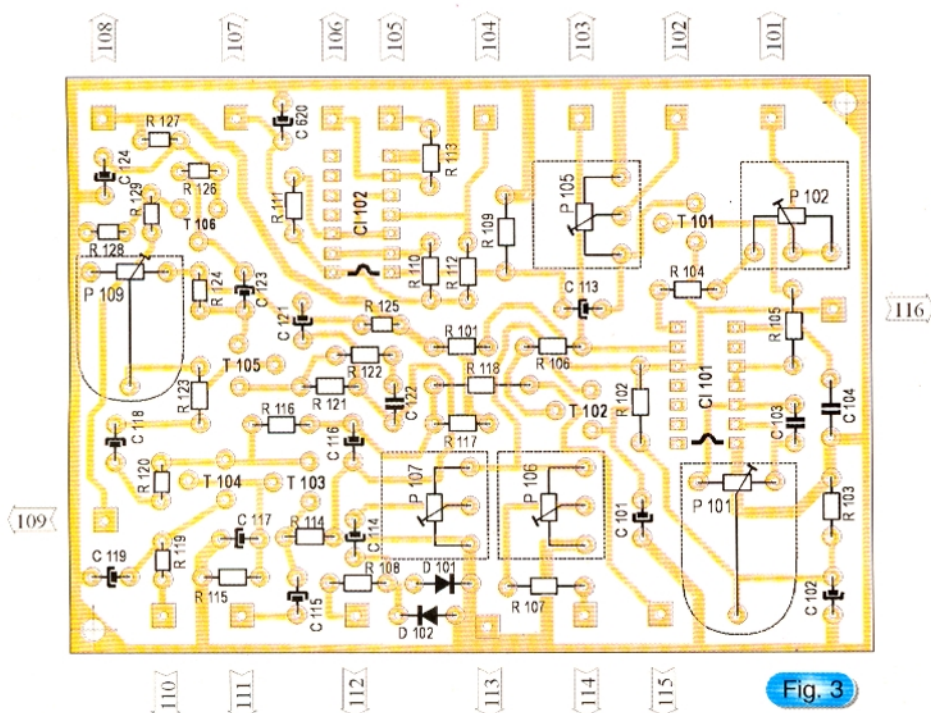 108
107
106
105
104
103
102
101
R 127
C 620
C 124
R 126
R 113
R 129
R 111
CI 102
R 109
P 105
P 102
T 106
T 101
R 128
P 109
R 124
C 123
R 110
R 112
R 104
C 113
116
C 121
R 125
R 105
R 101
R 106
T 105
R 122
R 118
CI 101
R 123
R 121
C 122
R 102
T 102
C 104
C 118
R 116
C 116
R 117
C 103
R 120
T 104
T 103
P 107
P 106
P 101
R 103
109
C 117
R 114
C 114
C 101
R 119
C 119
R 115
R 108
D 101
C 115
R 107
C 102
D 102
110
111
112
113
114
115
Fig. 3